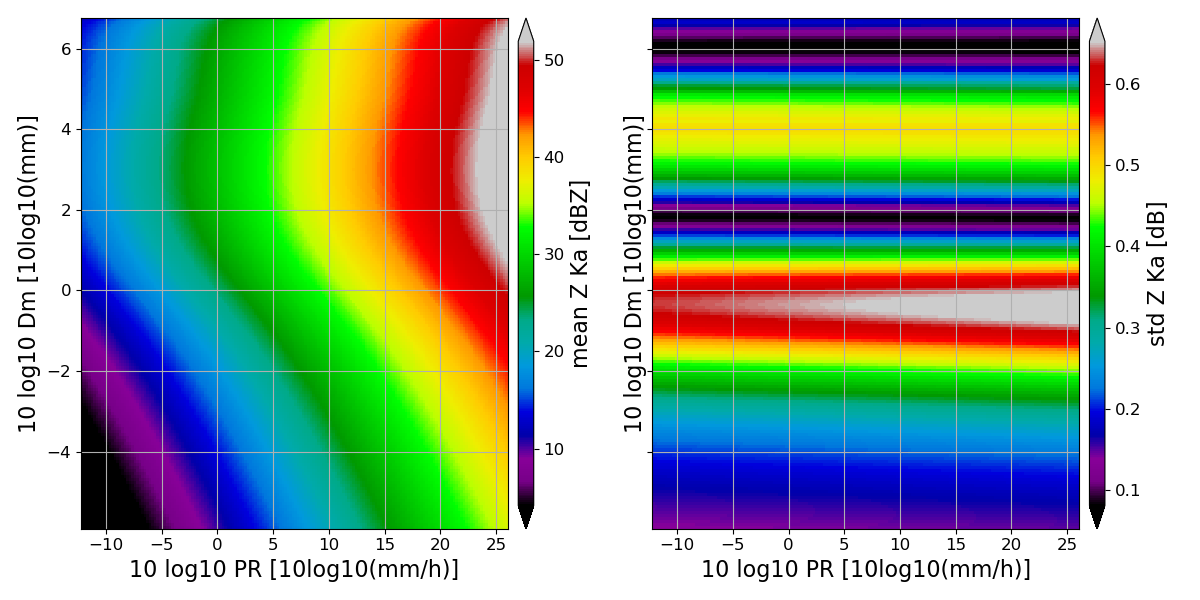 10 log10 Dm [10log10(mm)]
6
4
2
0
−2
−4
−10 −5 0 5 10 15 20 25
10 log10 PR [10log10(mm/h)]
50
40
30
20
10
mean Z Ka [dBZ]
10 log10 Dm [10log10(mm)]
−10 −5 0 5 10 15 20 25
10 log10 PR [10log10(mm/h)]
0.6
0.5
0.4
0.3
0.2
0.1
std Z Ka [dB]